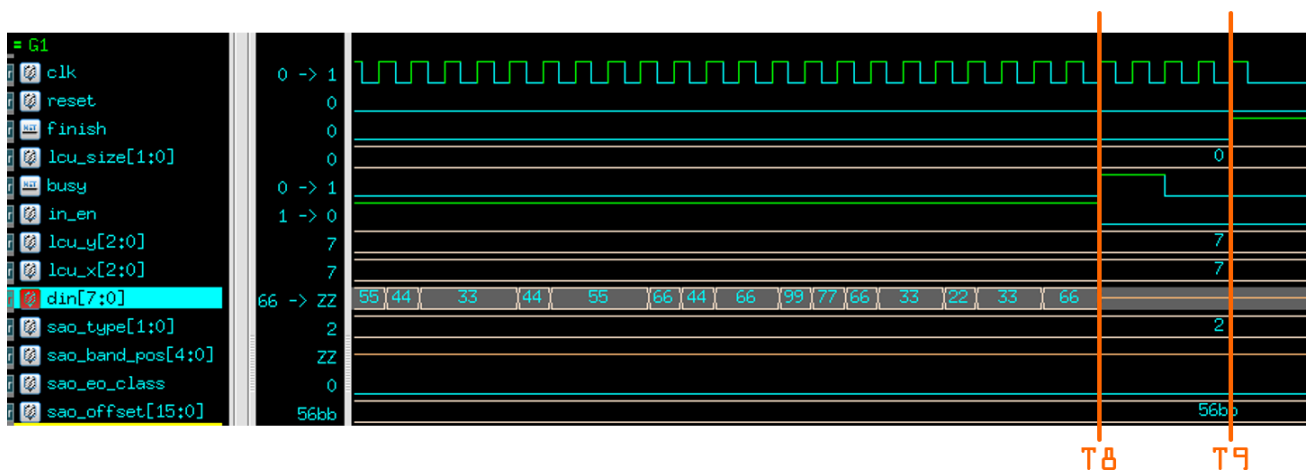 = G1
clk 0 -> 1
reset 0
finish 0
lcu_size[1:0] 0 0
busy 0 -> 1
in_en 1 -> 0
lcu_y[2:0] 7 7
lcu_x[2:0] 7 7
din[7:0] 66 -> ZZ 55 44 33 44 55 66 44 66 99 77 66 33 22 33 66
sao_type[1:0] 2 2
sao_band_pos[4:0] ZZ
sao_eo_class 0
sao_offset[15:0] 56bb 56bb
T8 T9